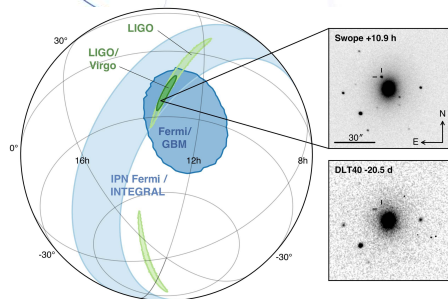 LIGO
30°
LIGO/
Virgo
Swope +10.9 h
N
E
30"
Fermi/
GBM
0°
16h
12h
8h
IPN Fermi /
INTEGRAL
DLT40 -20.5 d
-30°
-30°